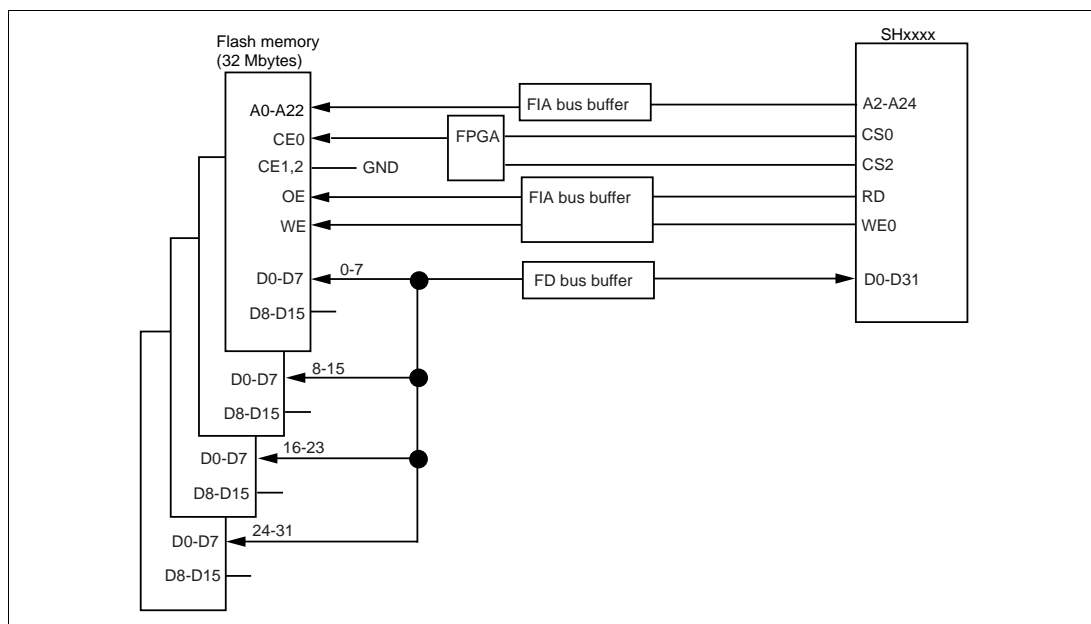 SHxxxx
Flash memory
(32 Mbytes)
A0-A22
FIA bus buffer
A2-A24
CE0
FPGA
CS0
CE1,2
GND
CS2
OE
FIA bus buffer
RD
WE
WE0
D0-D7
0-7
FD bus buffer
D0-D31
D8-D15
D0-D7
8-15
D8-D15
D0-D7
16-23
D8-D15
D0-D7
24-31
D8-D15